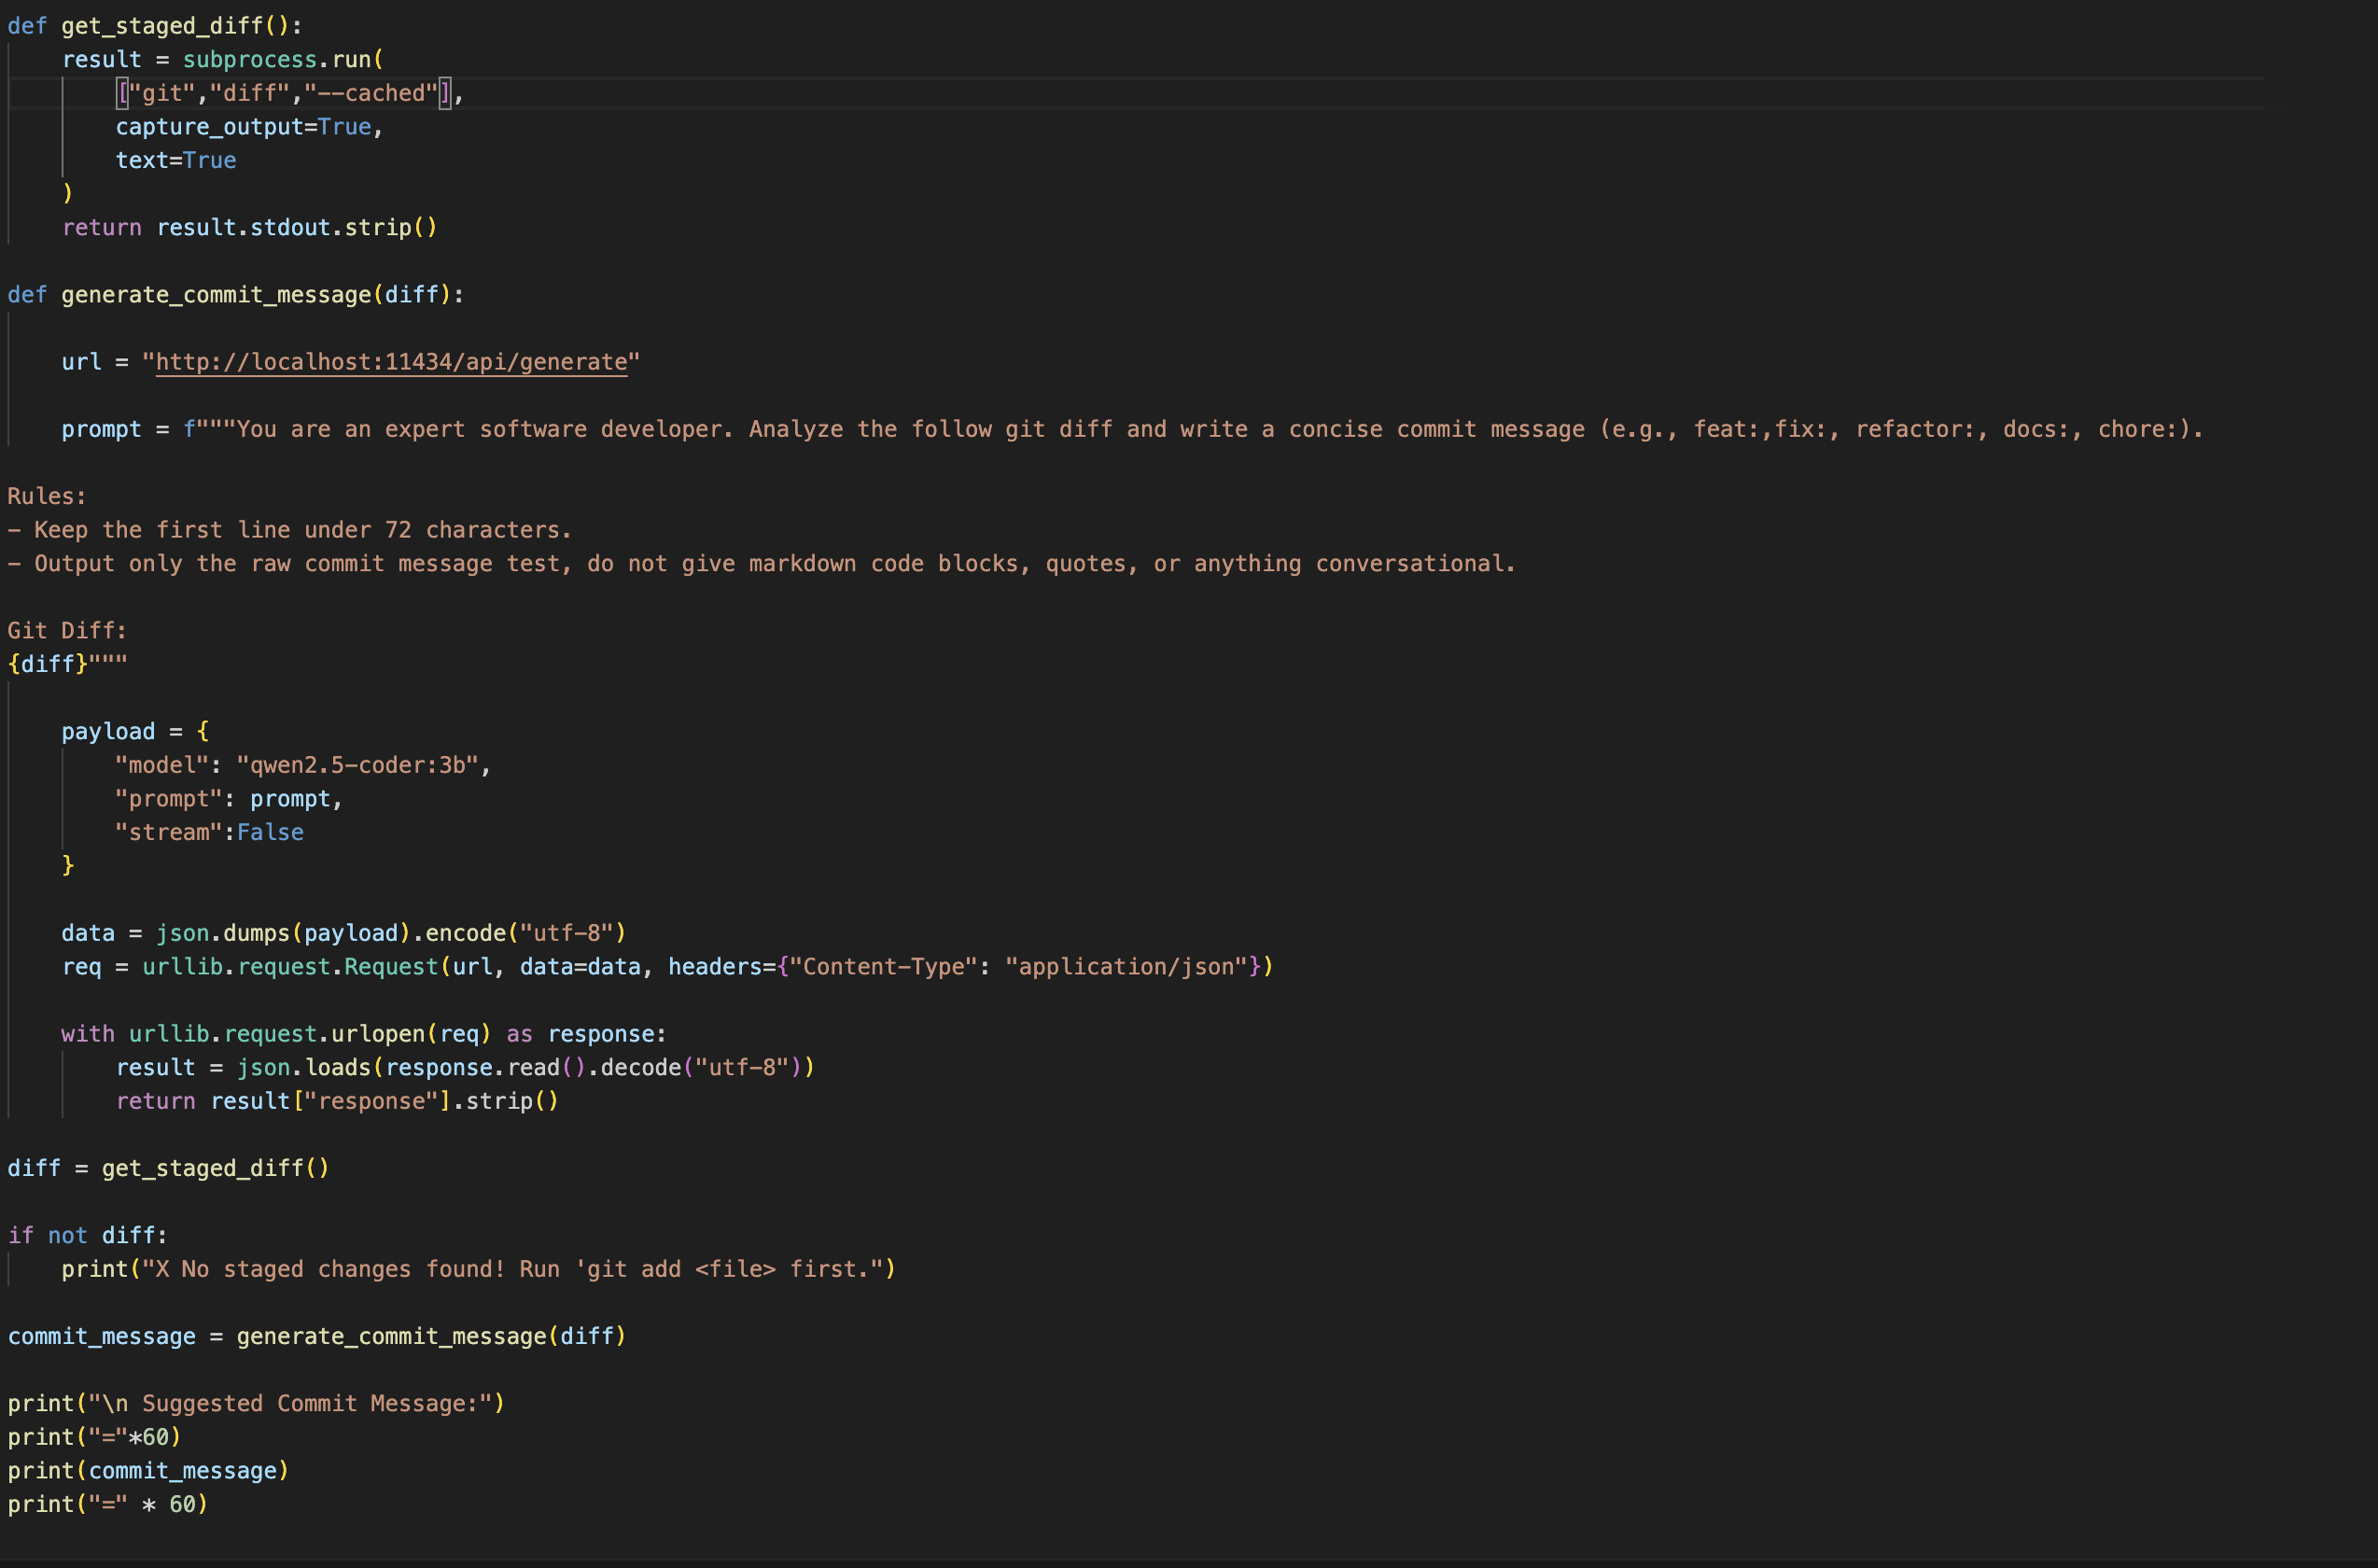 def get_staged_diff():
    result = subprocess.run(
        ["git","diff","--cached"],
        capture_output=True,
        text=True
    )
    return result.stdout.strip()

def generate_commit_message(diff):

    url = "http://localhost:11434/api/generate"

    prompt = f"""You are an expert software developer. Analyze the follow git diff and write a concise commit message (e.g., feat:,fix:, refactor:, docs:, chore:).

Rules:
- Keep the first line under 72 characters.
- Output only the raw commit message test, do not give markdown code blocks, quotes, or anything conversational.

Git Diff:
{diff}"""

    payload = {
        "model": "qwen2.5-coder:3b",
        "prompt": prompt,
        "stream":False
    }

    data = json.dumps(payload).encode("utf-8")
    req = urllib.request.Request(url, data=data, headers={"Content-Type": "application/json"})

    with urllib.request.urlopen(req) as response:
        result = json.loads(response.read().decode("utf-8"))
        return result["response"].strip()

diff = get_staged_diff()

if not diff:
    print("X No staged changes found! Run 'git add <file> first.")

commit_message = generate_commit_message(diff)

print("\n Suggested Commit Message:")
print("="*60)
print(commit_message)
print("=" * 60)